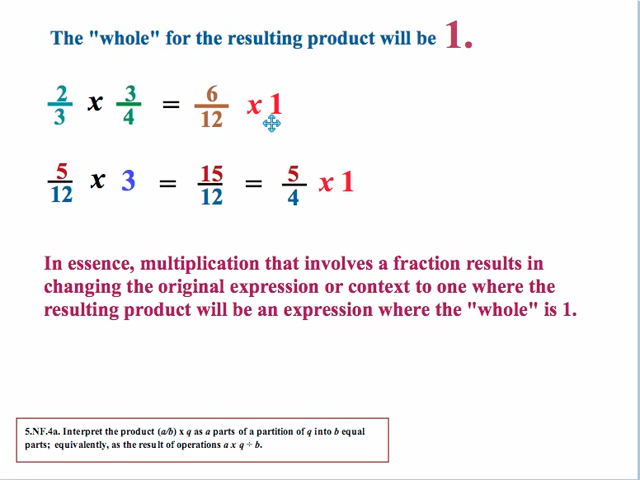 The "whole" for the resulting product will be 1.
2/3 x 3/4 = 6/12 x 1
5/12 x 3 = 15/12 = 5/4 x 1
In essence, multiplication that involves a fraction results in
changing the original expression or context to one where the
resulting product will be an expression where the "whole" is 1.
5.NF.4a. Interpret the product (a/b) x q as a parts of a partition of q into b equal
parts; equivalently, as the result of operations a x q ÷ b.